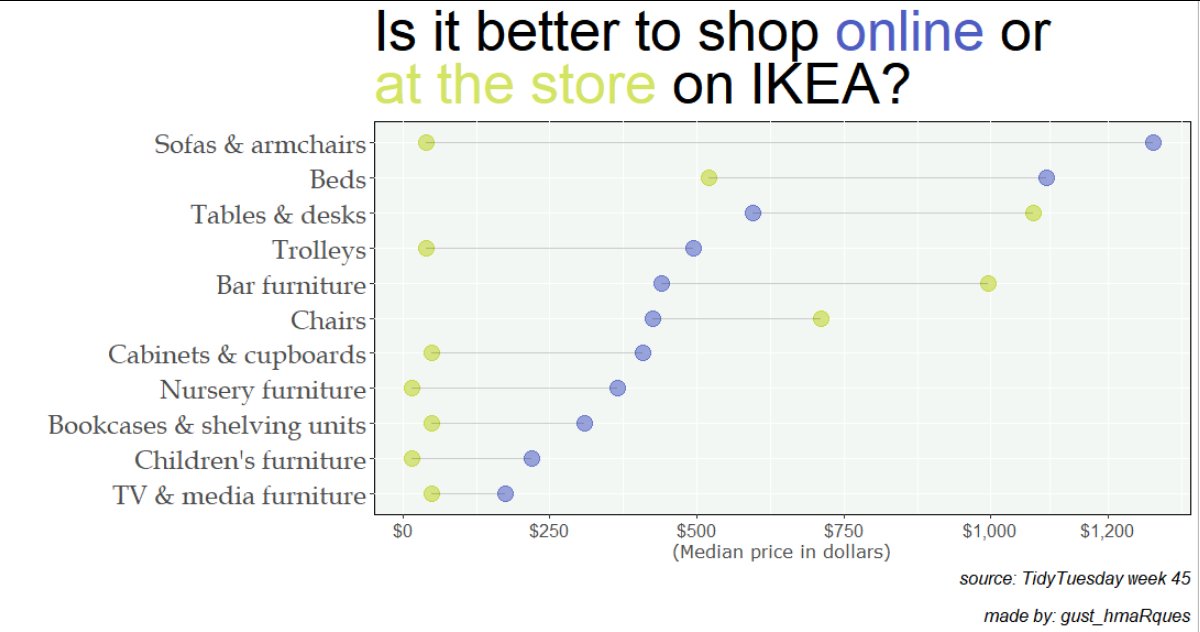 Is it better to shop online or
at the store on IKEA?
Sofas & armchairs
Beds
Tables & desks
Trolleys
Bar furniture
Chairs
Cabinets & cupboards
Nursery furniture
Bookcases & shelving units
Children's furniture
TV & media furniture
$0 $250 $500 $750 $1,000 $1,200
(Median price in dollars)
source: TidyTuesday week 45
made by: gust_hmaRques